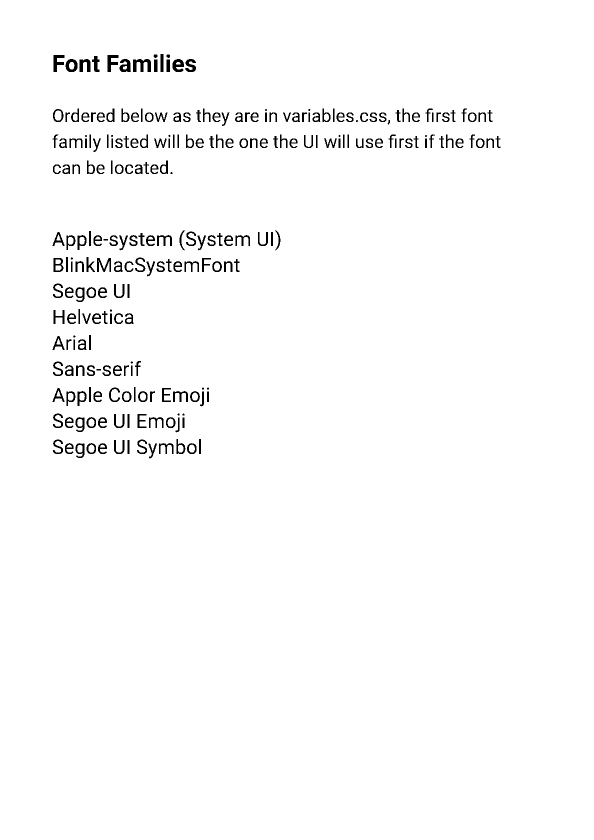 Font Families
Ordered below as they are in variables.css, the first font
family listed will be the one the UI will use first if the font
can be located.
Apple-system (System UI)
BlinkMacSystemFont
Segoe UI
Helvetica
Arial
Sans-serif
Apple Color Emoji
Segoe UI Emoji
Segoe UI Symbol